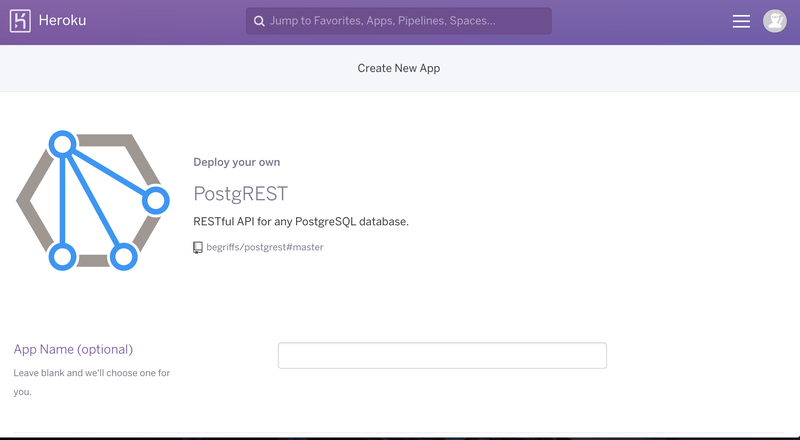 Heroku
Jump to Favorites, Apps, Pipelines, Spaces...
Create New App
Deploy your own
PostgREST
RESTful API for any PostgreSQL database.
begriffs/postgrest#master
App Name (optional)
Leave blank and we'll choose one for
you.